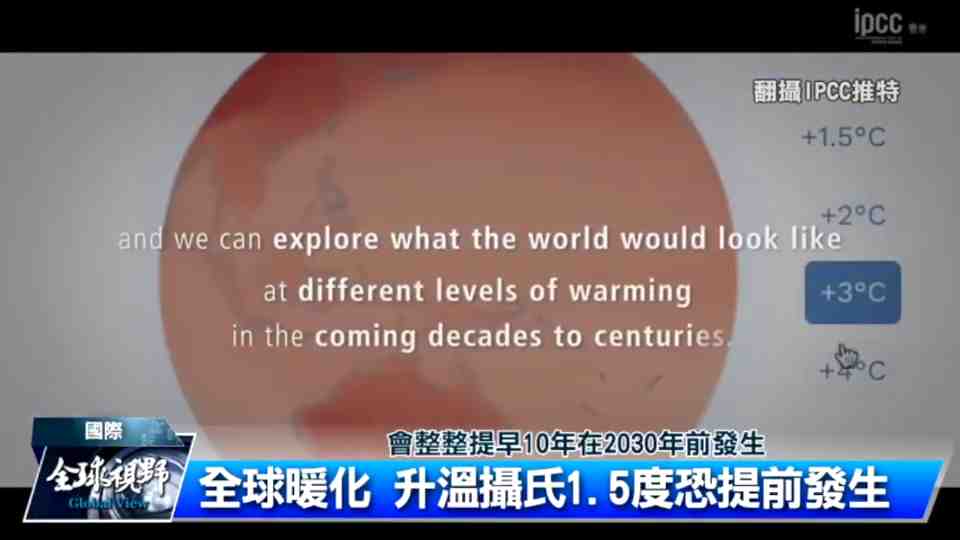 ipcc
翻攝IPCC推特
+1.5°C
+2°C
and we can explore what the world would look like
at different levels of warming
+3°C
in the coming decades to centuries.
+4°C
會整整提早10年在2030年前發生
國際
全球視野
Global View
全球暖化 升溫攝氏1.5度恐提前發生